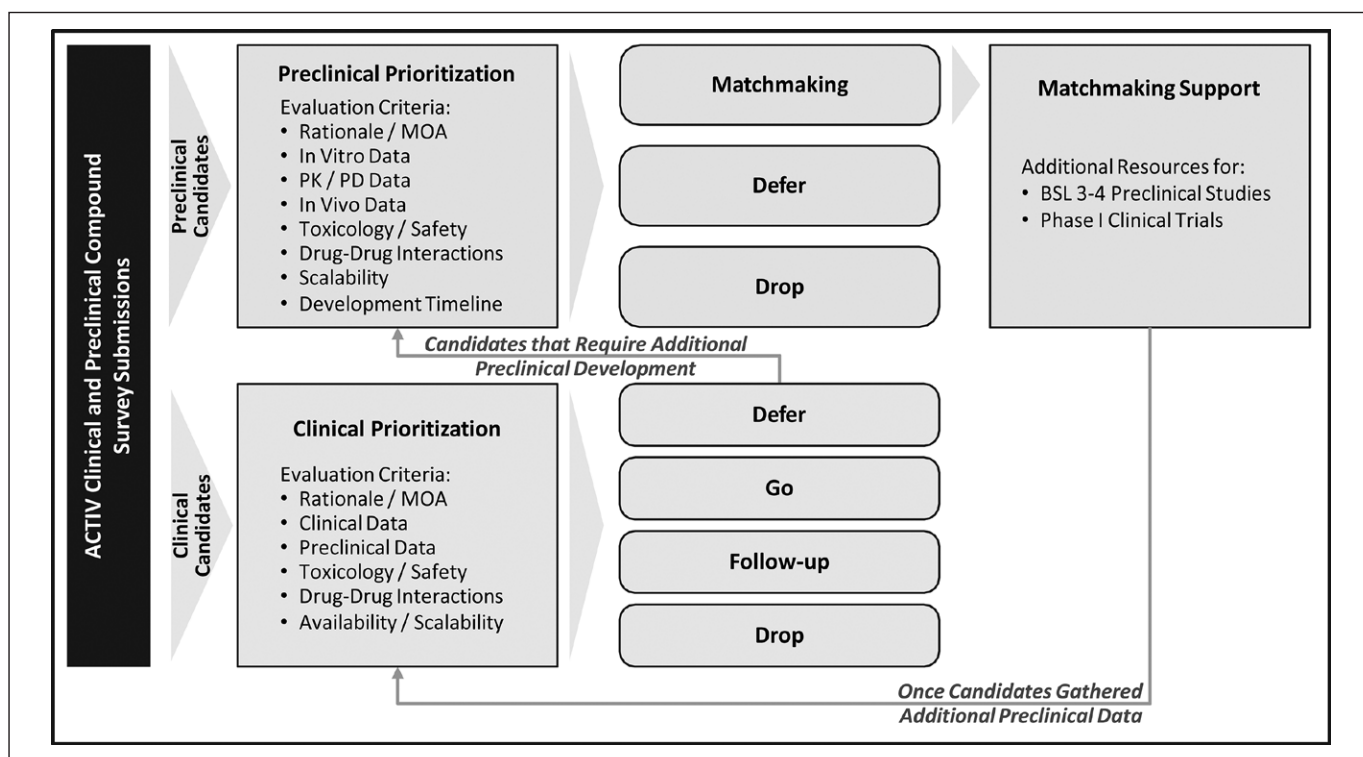 ACTIV Clinical and Preclinical Compound
Survey Submissions
Preclinical
Candidates
Preclinical Prioritization
Evaluation Criteria:
• Rationale / MOA
• In Vitro Data
• PK / PD Data
• In Vivo Data
• Toxicology / Safety
• Drug-Drug Interactions
• Scalability
• Development Timeline
Matchmaking
Defer
Drop
Matchmaking Support
Additional Resources for:
• BSL 3-4 Preclinical Studies
• Phase I Clinical Trials
Candidates that Require Additional
Preclinical Development
Clinical
Candidates
Clinical Prioritization
Evaluation Criteria:
• Rationale / MOA
• Clinical Data
• Preclinical Data
• Toxicology / Safety
• Drug-Drug Interactions
• Availability / Scalability
Defer
Go
Follow-up
Drop
Once Candidates Gathered
Additional Preclinical Data